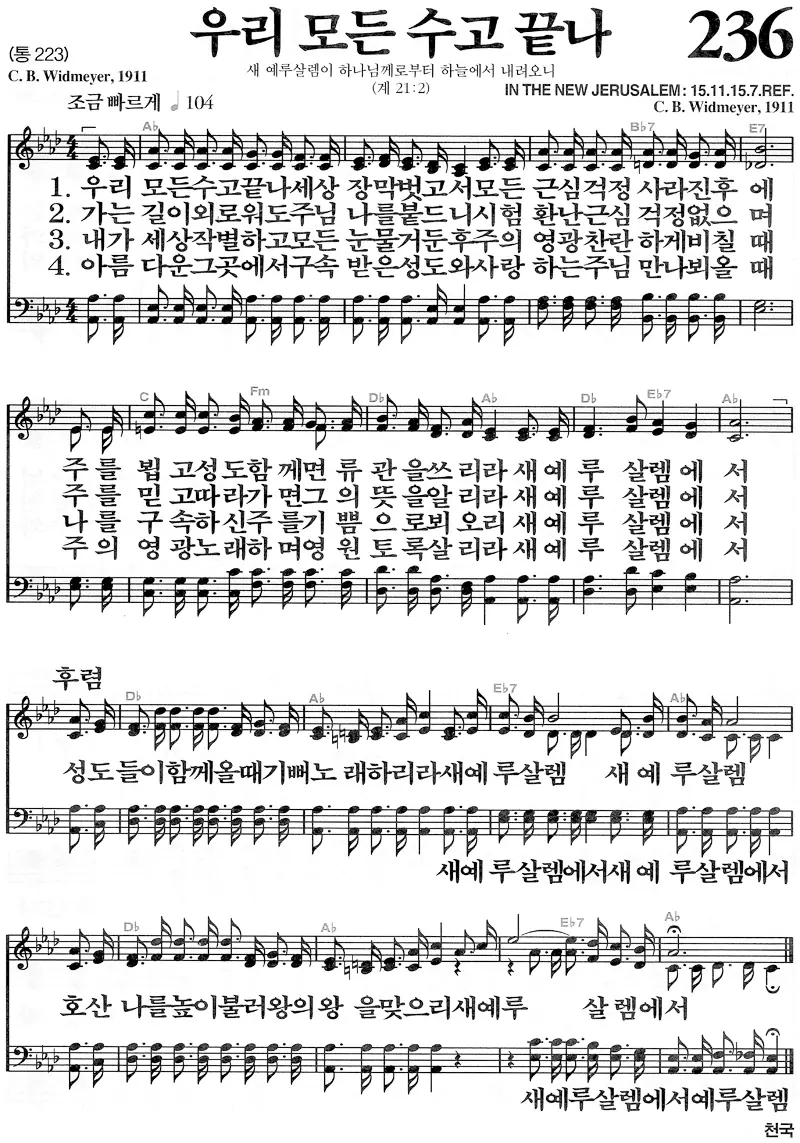 우리 모든 수고 끝나 236
(통 223)
C. B. Widmeyer, 1911
새 예루살렘이 하나님께로부터 하늘에서 내려오니
(계 21:2)
IN THE NEW JERUSALEM: 15.11.15.7.REF.
C. B. Widmeyer, 1911
조금 빠르게 ♩104
A♭ B♭7 E7
1. 우리 모든수고끝나세상 장막벗고서모든 근심걱정 사라진후 에
2. 가는 길이외로워도주님 나를붙드니시험 환난근심 걱정없으 며
3. 내가 세상작별하고모든 눈물거둔후주의 영광찬란 하게비칠 때
4. 아름 다운그곳에서구속 받은성도와사랑 하는주님 만나뵈올 때
C Fm D♭ A♭ D♭ E♭7 A♭
주를 뵙 고성도함 께면 류 관 을쓰 리라 새예 루 살렘에 서
주를 믿 고따라가 면그 의 뜻 을알 리라 새예 루 살렘에 서
나를 구 속하신주 를기 쁨 으 로뵈 오리 새예 루 살렘에 서
주의 영 광노래하 며영 원 토 록살 리라 새예 루 살렘에 서
후렴
D♭ A♭ E♭7 A♭
성도들이함께올때기뻐노 래하리라새예 루살렘 새 예 루살렘
새예 루살렘에서새 예 루살렘에서
D♭ A♭ E♭7 A♭
호산 나를높이불러왕의왕 을맞으리새예루 살렘에서
새예루살렘에서예루살렘
천국